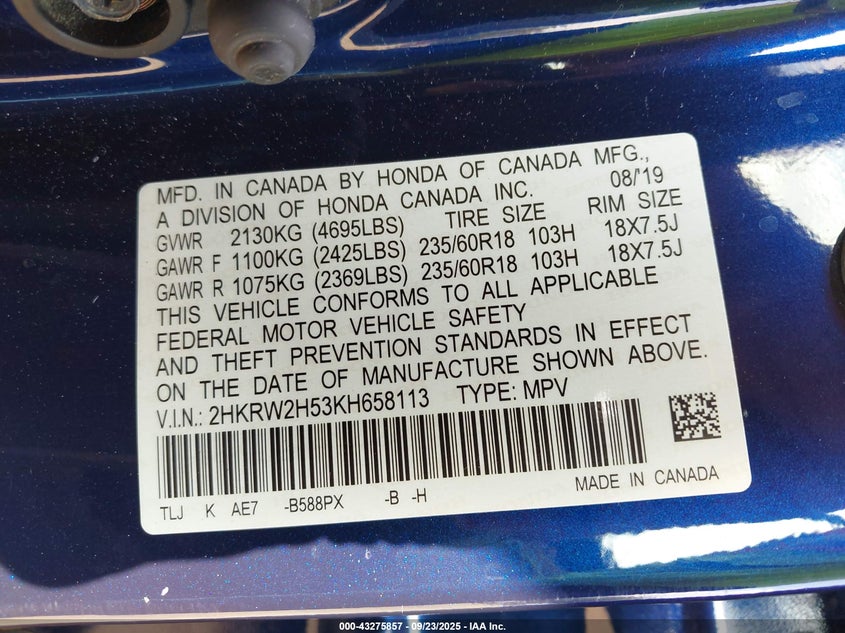 MFD. IN CANADA BY HONDA OF CANADA MFG.,
A DIVISION OF HONDA CANADA INC. 08/'19
GVWR 2130KG (4695LBS) TIRE SIZE RIM SIZE
GAWR F 1100KG (2425LBS) 235/60R18 103H 18X7.5J
GAWR R 1075KG (2369LBS) 235/60R18 103H 18X7.5J
THIS VEHICLE CONFORMS TO ALL APPLICABLE
FEDERAL MOTOR VEHICLE SAFETY
AND THEFT PREVENTION STANDARDS IN EFFECT
ON THE DATE OF MANUFACTURE SHOWN ABOVE.
V.I.N.: 2HKRW2H53KH658113 TYPE: MPV
TLJ K AE7 -B588PX -B -H MADE IN CANADA
000-43275857 - 09/23/2025 - IAA Inc.